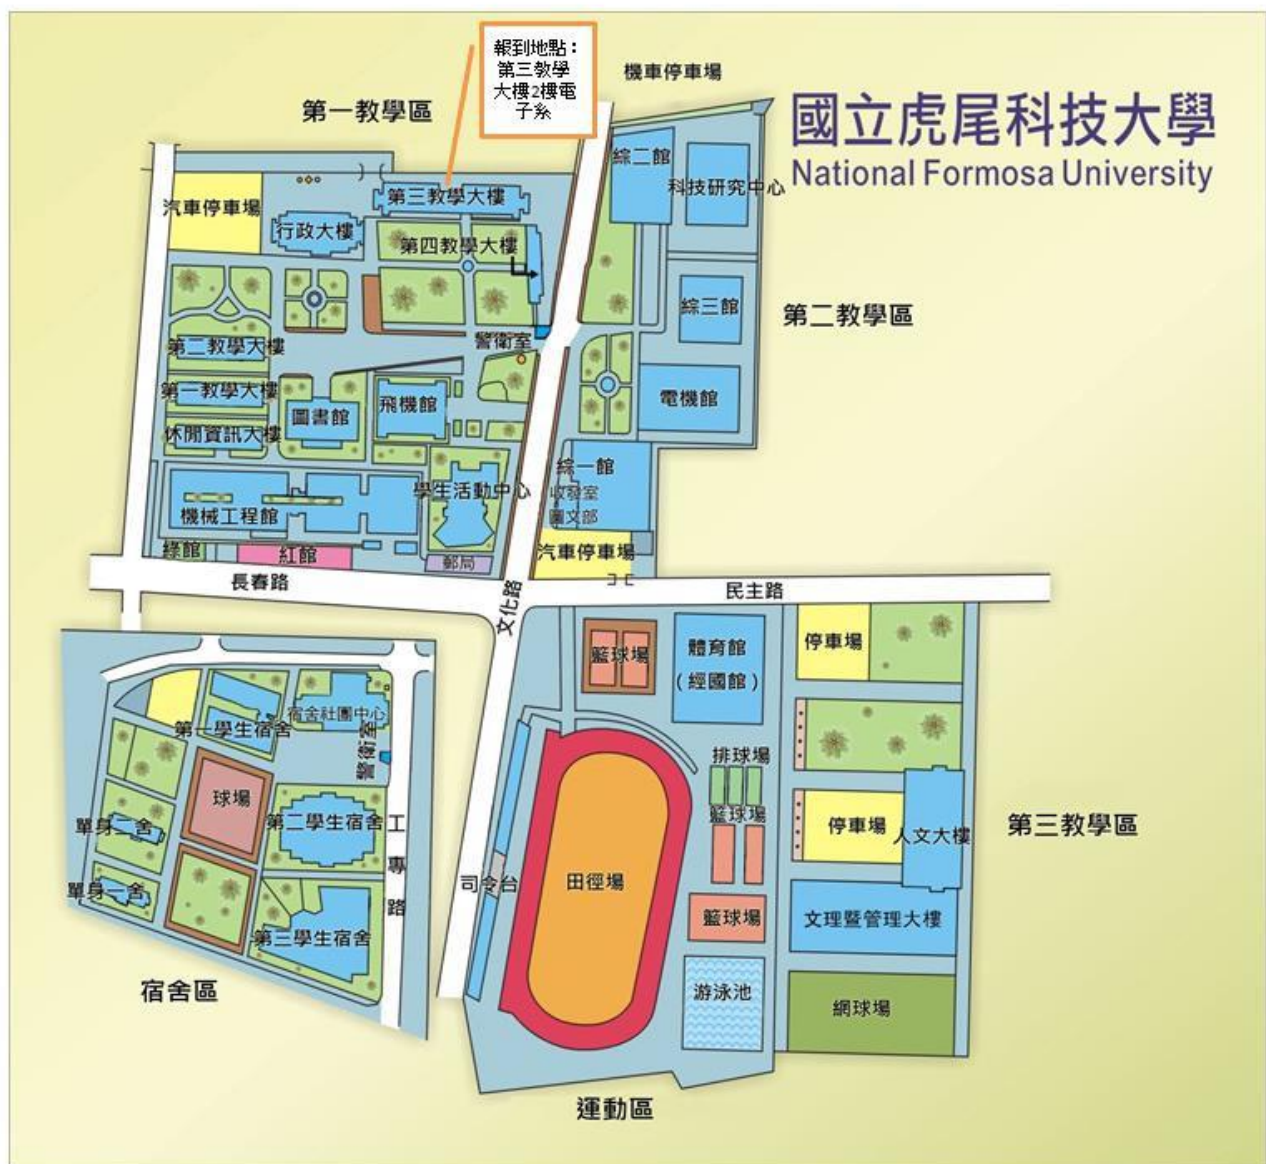 報到地點：
第三教學
大樓2樓電
子系
機車停車場
第一教學區
國立虎尾科技大學
National Formosa University
綜二館
科技研究中心
第三教學大樓
汽車停車場
行政大樓
第四教學大樓
綜三館
第二教學區
警衛室
第二教學大樓
第一教學大樓
圖書館
飛機館
電機館
休閒資訊大樓
綜一館
收發室
圖文部
學生活動中心
機械工程館
綠館
紅館
郵局
汽車停車場
長春路
文化路
民主路
籃球場
體育館
（經國館）
停車場
宿舍社團中心
第一學生宿舍
警衛室
排球場
球場
籃球場
第二學生宿舍
單身二舍
工專路
停車場
人文大樓
第三教學區
單身一舍
司令台
田徑場
籃球場
文理暨管理大樓
第三學生宿舍
宿舍區
游泳池
網球場
運動區